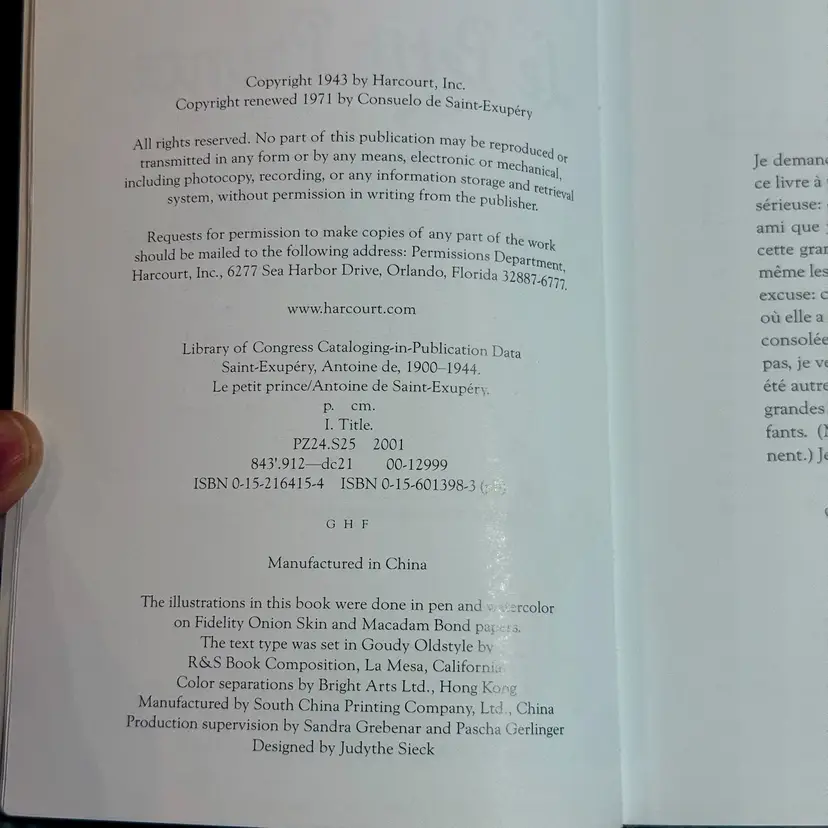 Copyright 1943 by Harcourt, Inc.
Copyright renewed 1971 by Consuelo de Saint-Exupéry
All rights reserved. No part of this publication may be reproduced or
transmitted in any form or by any means, electronic or mechanical,
including photocopy, recording, or any information storage and retrieval
system, without permission in writing from the publisher.
Requests for permission to make copies of any part of the work
should be mailed to the following address: Permissions Department,
Harcourt, Inc., 6277 Sea Harbor Drive, Orlando, Florida 32887-6777.
www.harcourt.com
Library of Congress Cataloging-in-Publication Data
Saint-Exupéry, Antoine de, 1900–1944.
Le petit prince/Antoine de Saint-Exupéry.
p. cm.
I. Title.
PZ24.S25 2001
843'.912—dc21 00-12999
ISBN 0-15-216415-4 ISBN 0-15-601398-3
G H F
Manufactured in China
The illustrations in this book were done in pen and watercolor
on Fidelity Onion Skin and Macadam Bond papers.
The text type was set in Goudy Oldstyle by
R&S Book Composition, La Mesa, California
Color separations by Bright Arts Ltd., Hong Kong
Manufactured by South China Printing Company, Ltd., China
Production supervision by Sandra Grebenar and Pascha Gerlinger
Designed by Judythe Sieck
Je
ce livre à
sérieuse:
ami que
cette
même les
excuse:
où elle a
consolée
pas, je
été
grandes
fants.
nent.) Je